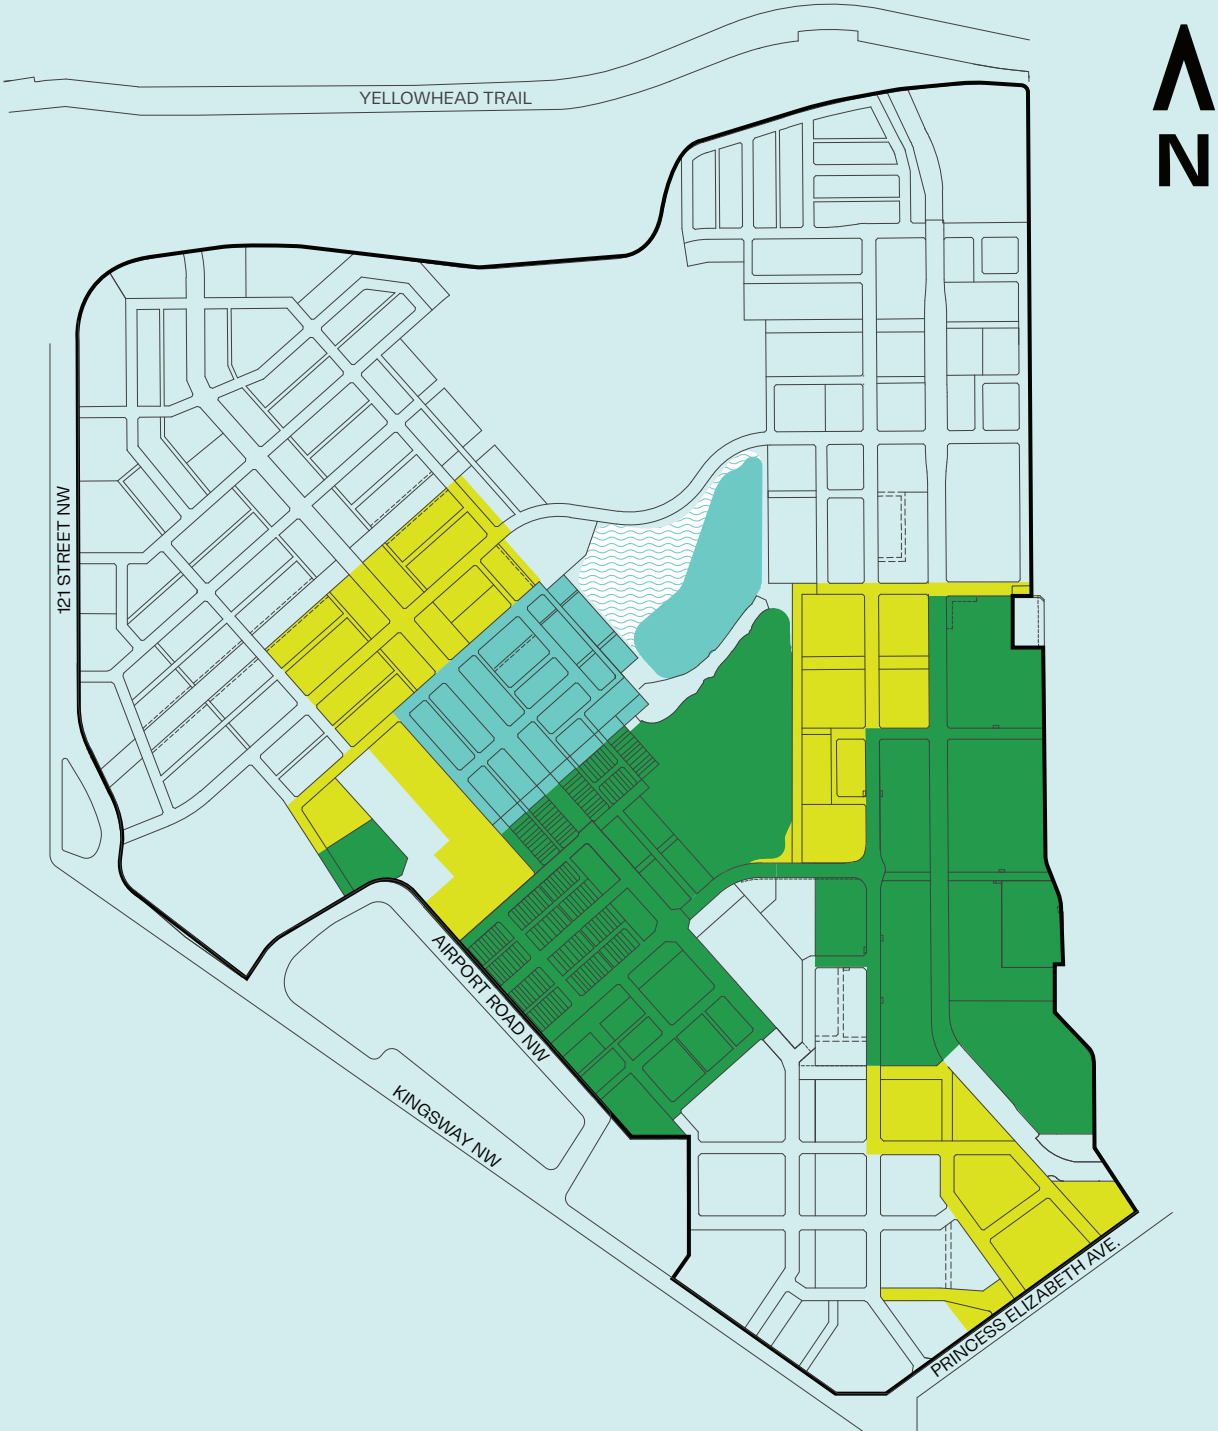 YELLOWHEAD TRAIL
N
121 STREET NW
AIRPORT ROAD NW
KINGSWAY NW
PRINCESS ELIZABETH AVE.